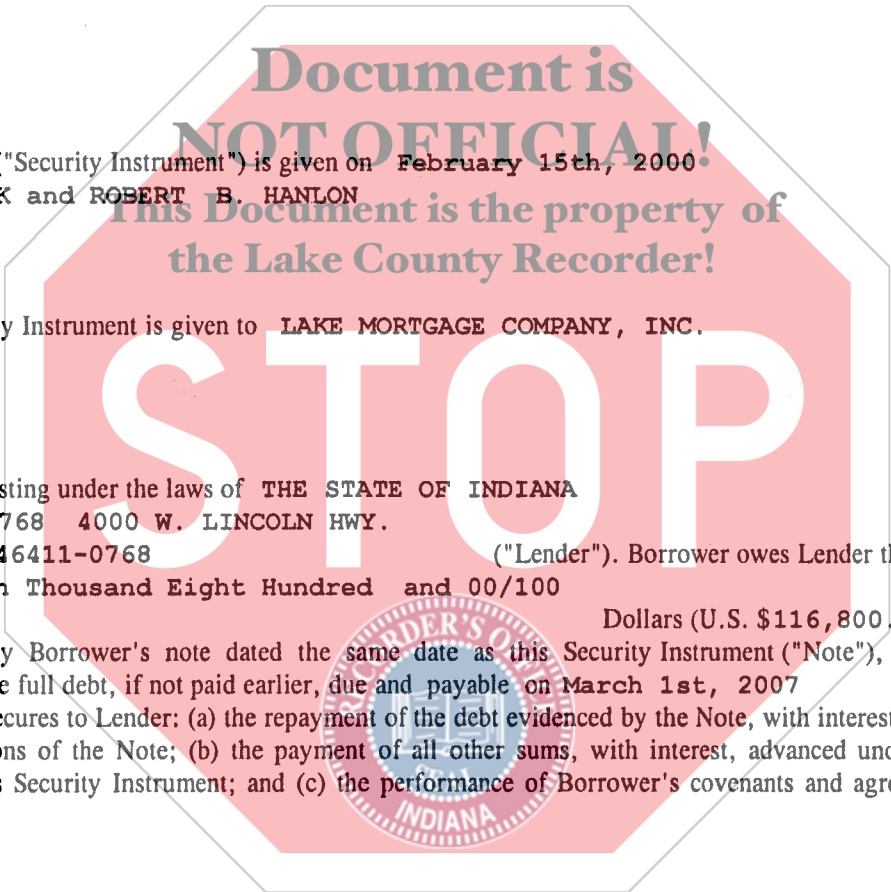 Document is
NOT OFFICIAL!
("Security Instrument") is given on February 15th, 2000
and ROBERT B. HANLON
This Document is the property of
the Lake County Recorder!
Instrument is given to LAKE MORTGAGE COMPANY, INC.
STOP
under the laws of THE STATE OF INDIANA
768 4000 W. LINCOLN HWY.
46411-0768 ("Lender"). Borrower owes Lender
Thousand Eight Hundred and 00/100
Dollars (U.S. $116,800.
Borrower's note dated the same date as this Security Instrument ("Note"),
full debt, if not paid earlier, due and payable on March 1st, 2007
to Lender: (a) the repayment of the debt evidenced by the Note, with interest
of the Note; (b) the payment of all other sums, with interest, advanced
Security Instrument; and (c) the performance of Borrower's covenants and
RECORDER'S OFFICE
SEAL
INDIANA